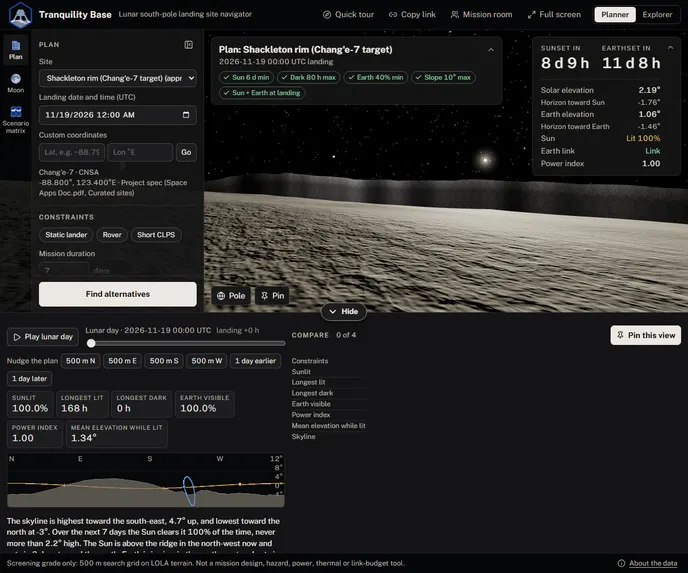 Tranquility Base
Lunar south-pole landing site navigator
Quick tour
Copy link
Mission room
Full screen
Planner
Explorer
Plan
Moon
Scenario
matrix
PLAN
Site
Shackleton rim (Chang'e-7 target) (appr
Landing date and time (UTC)
11/19/2026 12:00 AM
Custom coordinates
Lat, e.g. -88.75
Lon °E
Go
Chang'e-7 · CNSA
-88.800°, 123.400°E · Project spec (Space
Apps Doc.pdf, Curated sites)
CONSTRAINTS
Static lander
Rover
Short CLPS
Mission duration
7 days
Find alternatives
Plan: Shackleton rim (Chang'e-7 target)
2026-11-19 00:00 UTC landing
Sun 6 d min
Dark 80 h max
Earth 40% min
Slope 10° max
Sun + Earth at landing
SUNSET IN
8d 9h
EARTHSET IN
11d 8h
Solar elevation 2.19°
Horizon toward Sun -1.76°
Earth elevation 1.06°
Horizon toward Earth -1.46°
Sun Lit 100%
Earth link Link
Power index 1.00
Pole
Pin
Hide
Play lunar day
Lunar day · 2026-11-19 00:00 UTC landing +0 h
Nudge the plan
500 m N
500 m E
500 m S
500 m W
1 day earlier
1 day later
SUNLIT
100.0%
LONGEST LIT
168 h
LONGEST DARK
0 h
EARTH VISIBLE
100.0%
POWER INDEX
1.00
MEAN ELEVATION WHILE LIT
1.34°
N E S W
12°
8°
4°
0°
The skyline is highest toward the south-east, 4.7° up, and lowest toward the
north at -3°. Over the next 7 days the Sun clears it 100% of the time, never
more than 2.2° high. The Sun is above the ridge in the north-west now and
COMPARE 0 of 4
Pin this view
Constraints
Sunlit
Longest lit
Longest dark
Earth visible
Power index
Mean elevation while lit
Skyline
Screening grade only: 500 m search grid on LOLA terrain. Not a mission design, hazard, power, thermal or link-budget tool.
About the data